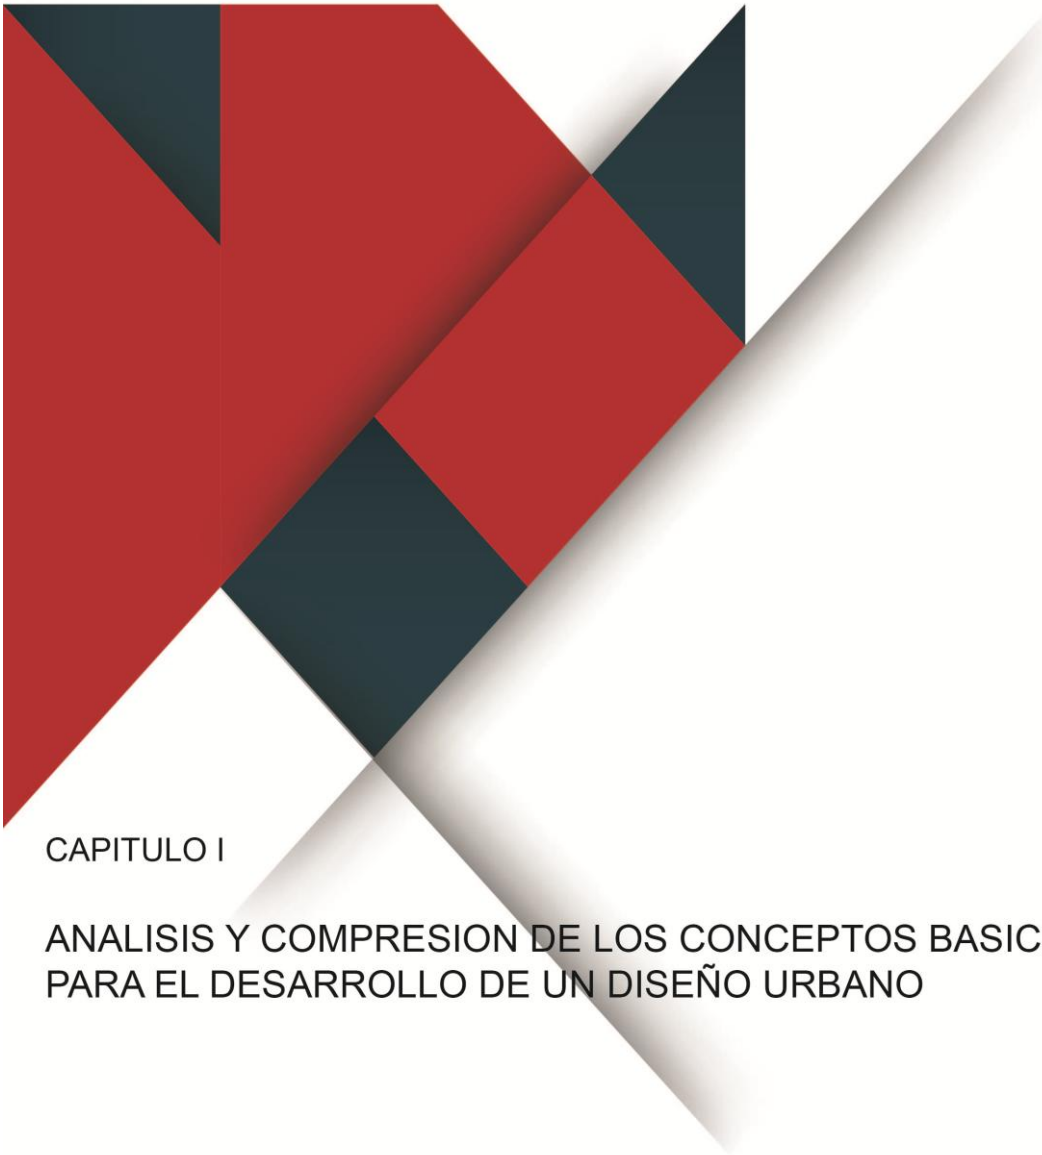 CAPITULO I
ANALISIS Y COMPRESION DE LOS CONCEPTOS BASIC
PARA EL DESARROLLO DE UN DISEÑO URBANO